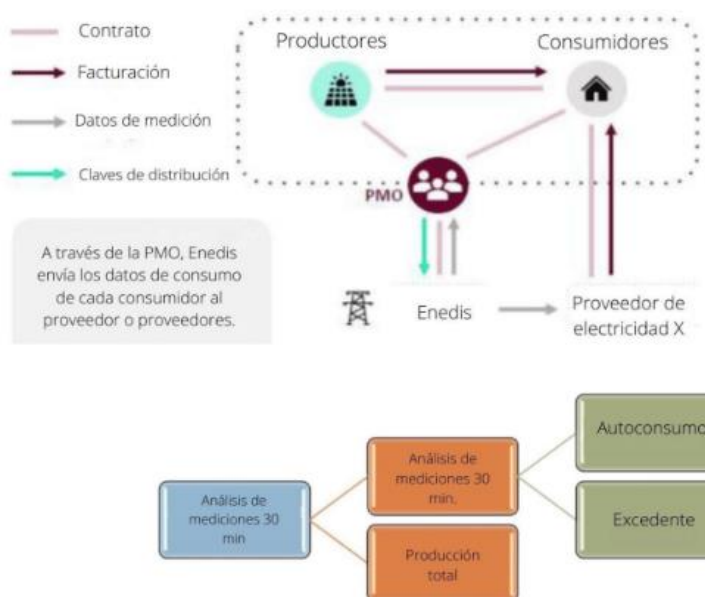 Contrato
Facturación
Datos de medición
Claves de distribución
A través de la PMO, Enedis
envía los datos de consumo
de cada consumidor al
proveedor o proveedores.
Productores
Consumidores
PMO
Enedis
Proveedor de
electricidad X
Análisis de
mediciones 30
min
Análisis de
mediciones 30
min.
Producción
total
Autoconsumo
Excedente